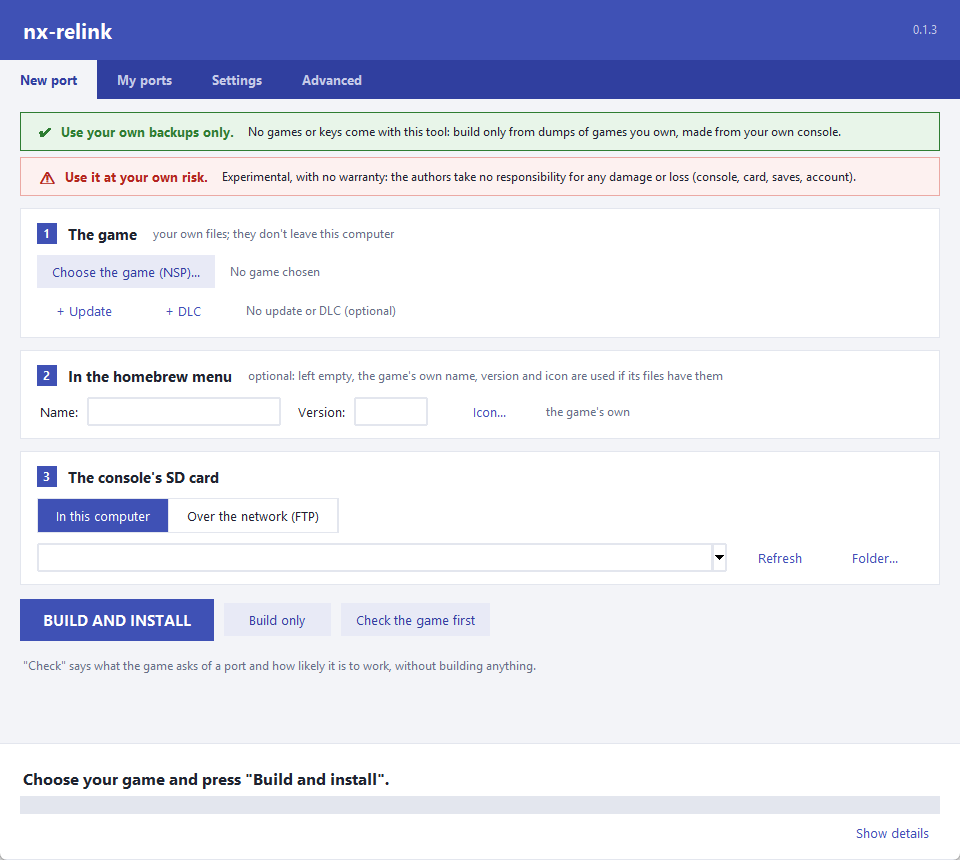 nx-relink
0.1.3
New port My ports Settings Advanced
✔ Use your own backups only. No games or keys come with this tool: build only from dumps of games you own, made from your own console.
⚠ Use it at your own risk. Experimental, with no warranty: the authors take no responsibility for any damage or loss (console, card, saves, account).
1 The game your own files; they don't leave this computer
Choose the game (NSP)... No game chosen
+ Update + DLC No update or DLC (optional)
2 In the homebrew menu optional: left empty, the game's own name, version and icon are used if its files have them
Name: Version: Icon... the game's own
3 The console's SD card
In this computer Over the network (FTP)
Refresh Folder...
BUILD AND INSTALL Build only Check the game first
"Check" says what the game asks of a port and how likely it is to work, without building anything.
Choose your game and press "Build and install".
Show details